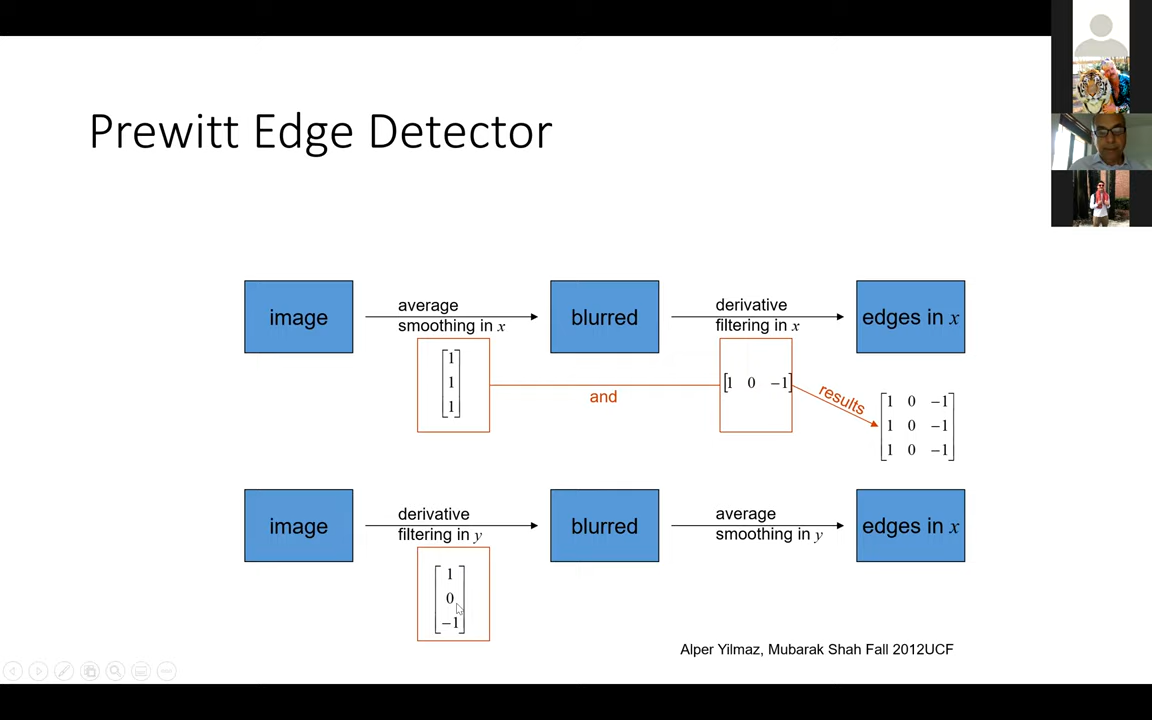 Prewitt Edge Detector
image
average
smoothing in x
blurred
derivative
filtering in x
edges in x
1
1
1
and
[1 0 −1]
results
1 0 −1
1 0 −1
1 0 −1
image
derivative
filtering in y
blurred
average
smoothing in y
edges in x
1
0
−1
Alper Yilmaz, Mubarak Shah Fall 2012UCF